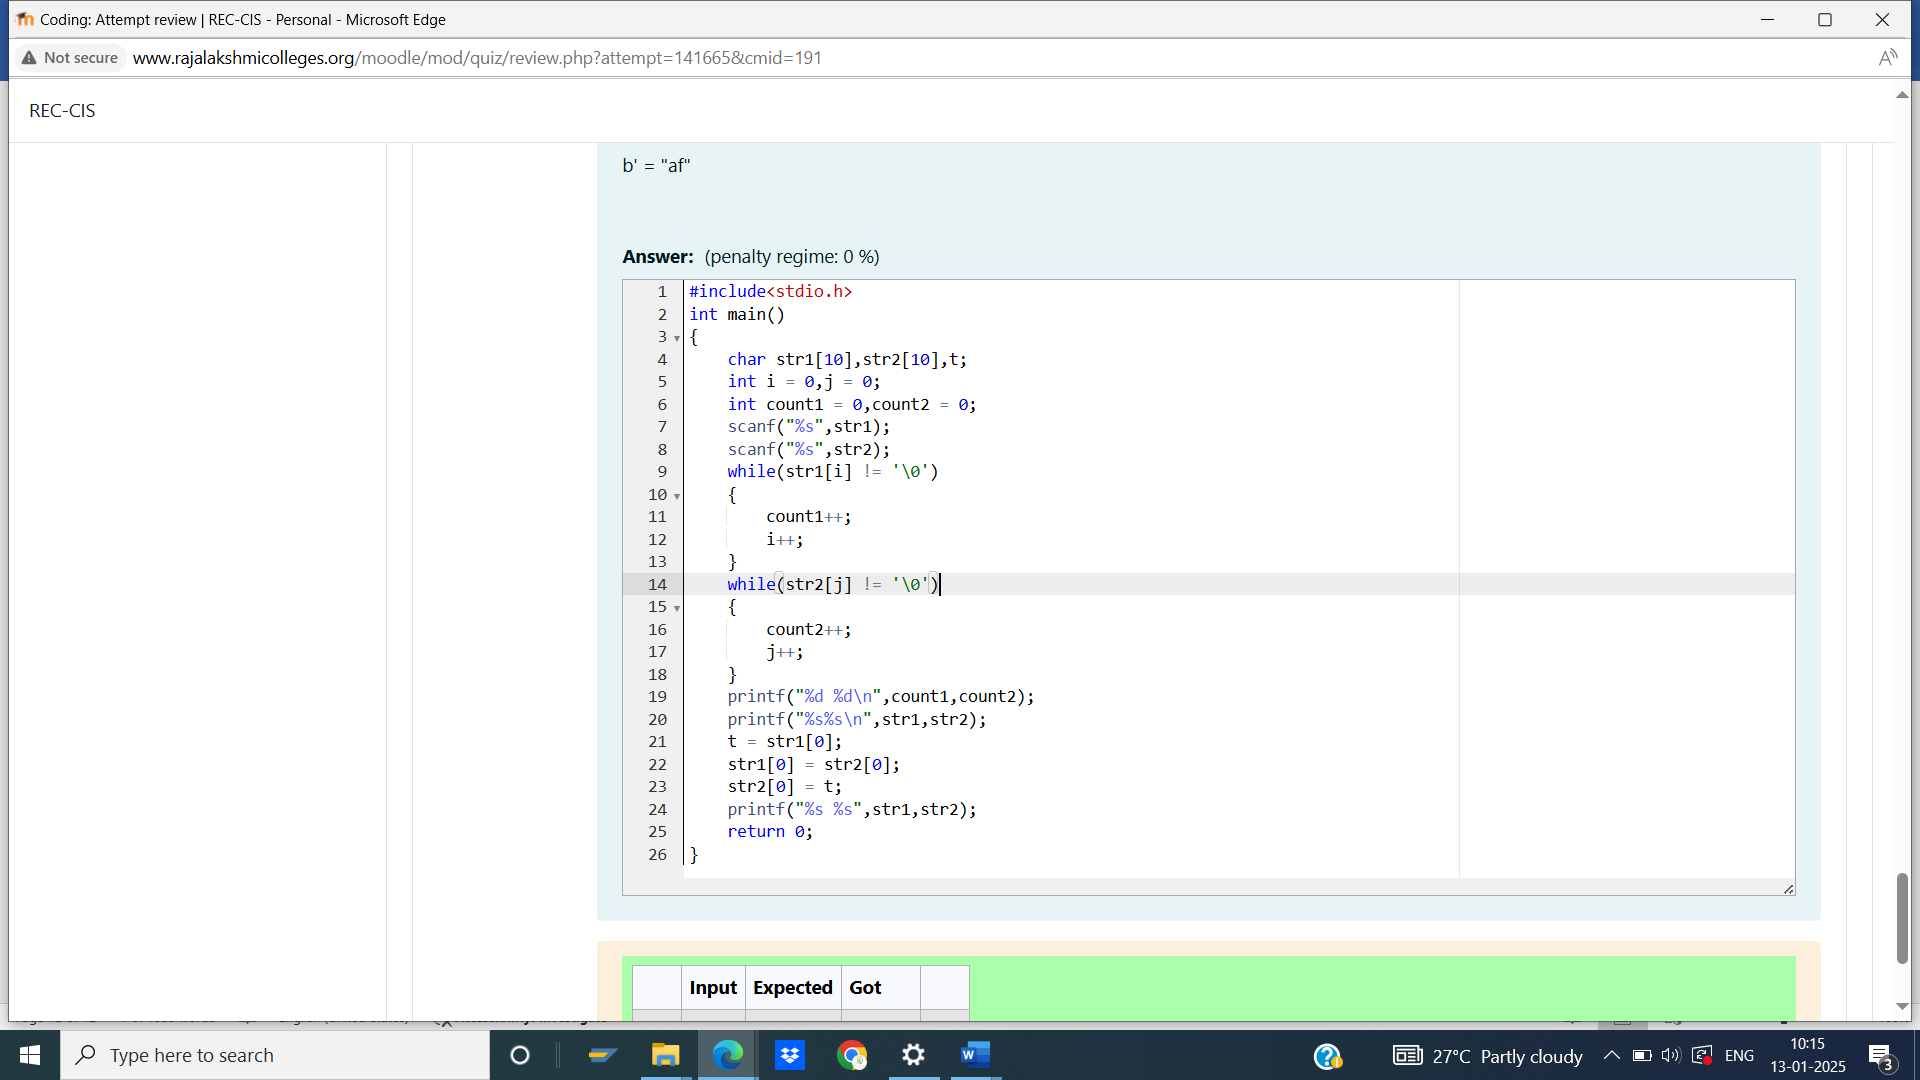 Coding: Attempt review | REC-CIS - Personal - Microsoft Edge
Not secure www.rajalakshmicolleges.org/moodle/mod/quiz/review.php?attempt=141665&cmid=191
REC-CIS
b' = "af"
Answer: (penalty regime: 0 %)
1 #include<stdio.h>
2 int main()
3 {
4 char str1[10],str2[10],t;
5 int i = 0,j = 0;
6 int count1 = 0,count2 = 0;
7 scanf("%s",str1);
8 scanf("%s",str2);
9 while(str1[i] != '\0')
10 {
11 count1++;
12 i++;
13 }
14 while(str2[j] != '\0')
15 {
16 count2++;
17 j++;
18 }
19 printf("%d %d\n",count1,count2);
20 printf("%s%s\n",str1,str2);
21 t = str1[0];
22 str1[0] = str2[0];
23 str2[0] = t;
24 printf("%s %s",str1,str2);
25 return 0;
26 }
Input Expected Got
Type here to search
27°C Partly cloudy
ENG
10:15
13-01-2025
3